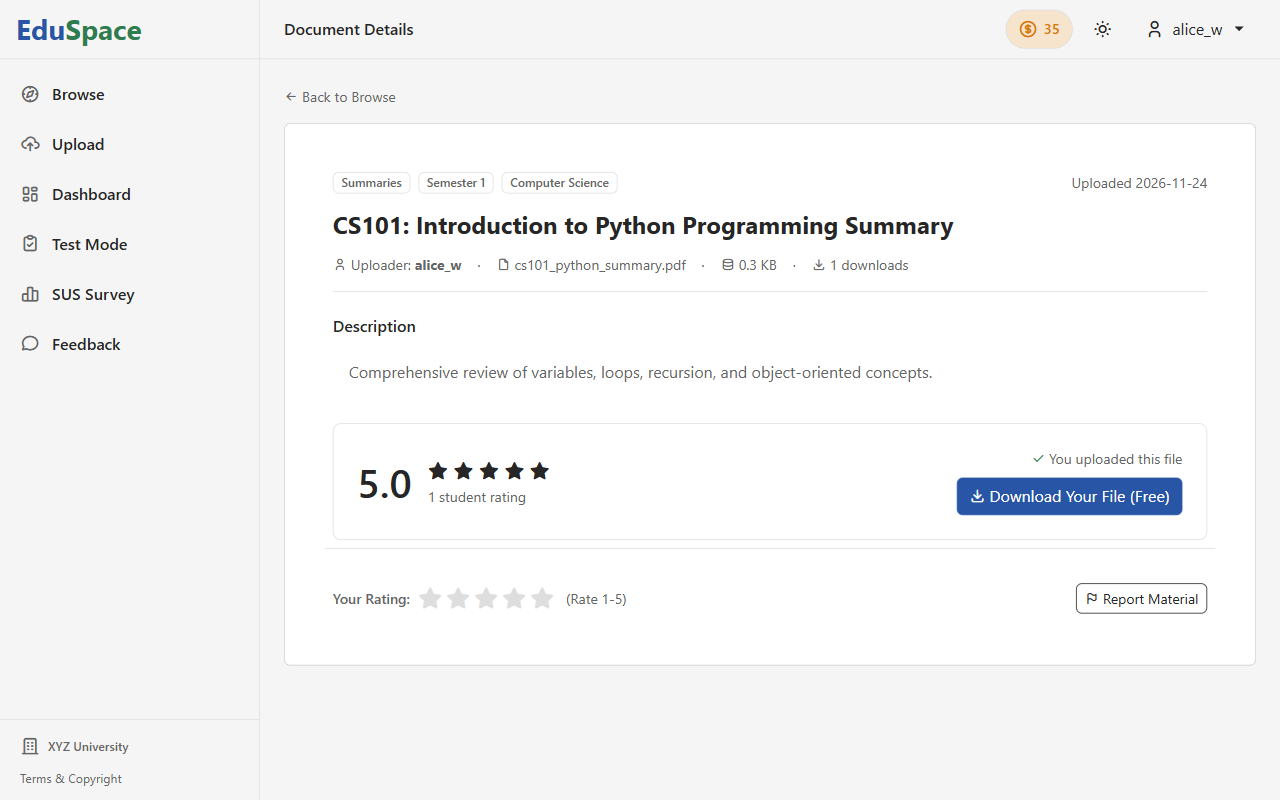 EduSpace
Document Details
35
alice_w
Browse
Upload
Dashboard
Test Mode
SUS Survey
Feedback
XYZ University
Terms & Copyright
← Back to Browse
Summaries Semester 1 Computer Science Uploaded 2026-11-24
CS101: Introduction to Python Programming Summary
Uploader: alice_w · cs101_python_summary.pdf · 0.3 KB · 1 downloads
Description
Comprehensive review of variables, loops, recursion, and object-oriented concepts.
5.0
1 student rating
✓ You uploaded this file
Download Your File (Free)
Your Rating: (Rate 1-5)
Report Material